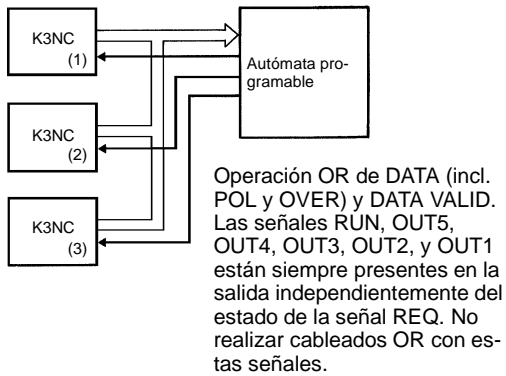 K3NC
(1)
Autómata pro-
gramable
K3NC
(2)
K3NC
(3)
Operación OR de DATA (incl.
POL y OVER) y DATA VALID.
Las señales RUN, OUT5,
OUT4, OUT3, OUT2, y OUT1
están siempre presentes en la
salida independientemente del
estado de la señal REQ. No
realizar cableados OR con es-
tas señales.